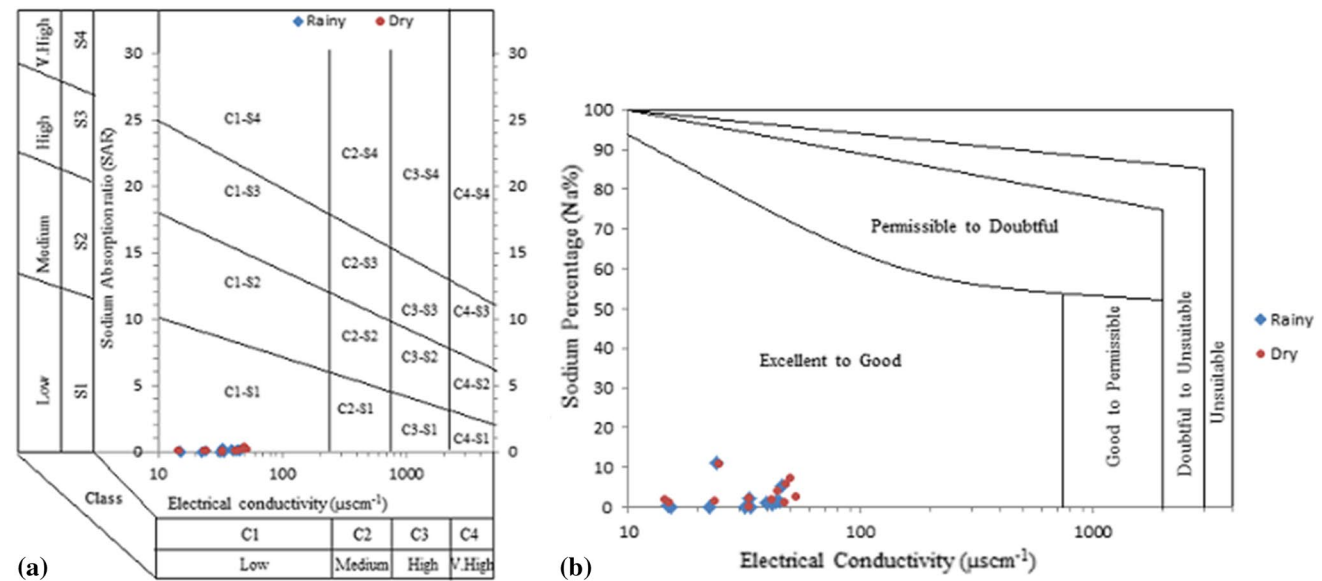 Rainy Dry
V.High S4
High S3
Medium S2
Low S1
Sodium Absorption ratio (SAR)
30
25
20
15
10
5
0
C1-S4
C1-S3
C1-S2
C1-S1
C2-S4
C2-S3
C2-S2
C2-S1
C3-S4
C3-S3
C3-S2
C3-S1
C4-S4
C4-S3
C4-S2
C4-S1
30
25
20
15
10
5
0
10 100 1000
Class
Electrical conductivity (μscm-1)
C1 C2 C3 C4
Low Medium High V.High
(a)
Sodium Percentage (Na%)
100
90
80
70
60
50
40
30
20
10
0
Permissible to Doubtful
Excellent to Good
Good to Permissible
Doubtful to Unsuitable
Unsuitable
Rainy
Dry
10 100 1000
Electrical Conductivity (μscm-1)
(b)